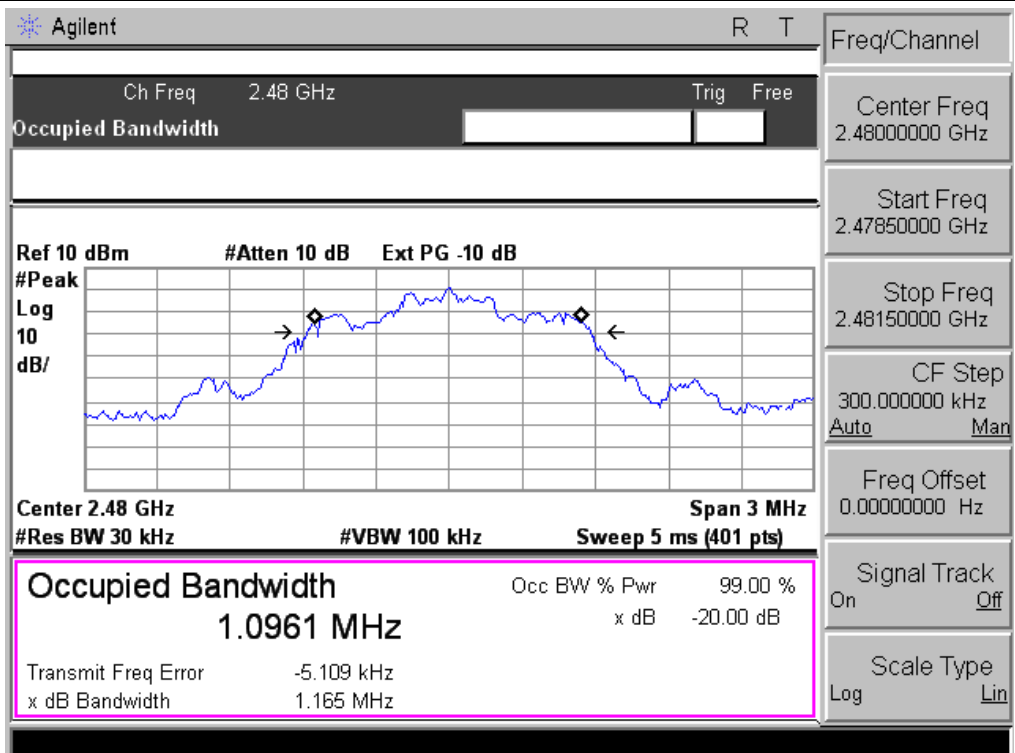 Agilent R T
Ch Freq 2.48 GHz Trig Free
Occupied Bandwidth
Ref 10 dBm #Atten 10 dB Ext PG -10 dB
#Peak
Log
10
dB/
Center 2.48 GHz Span 3 MHz
#Res BW 30 kHz #VBW 100 kHz Sweep 5 ms (401 pts)
Occupied Bandwidth Occ BW % Pwr 99.00 %
1.0961 MHz x dB -20.00 dB
Transmit Freq Error -5.109 kHz
x dB Bandwidth 1.165 MHz
Freq/Channel
Center Freq
2.48000000 GHz
Start Freq
2.47850000 GHz
Stop Freq
2.48150000 GHz
CF Step
300.000000 kHz
Auto Man
Freq Offset
0.00000000 Hz
Signal Track
On Off
Scale Type
Log Lin